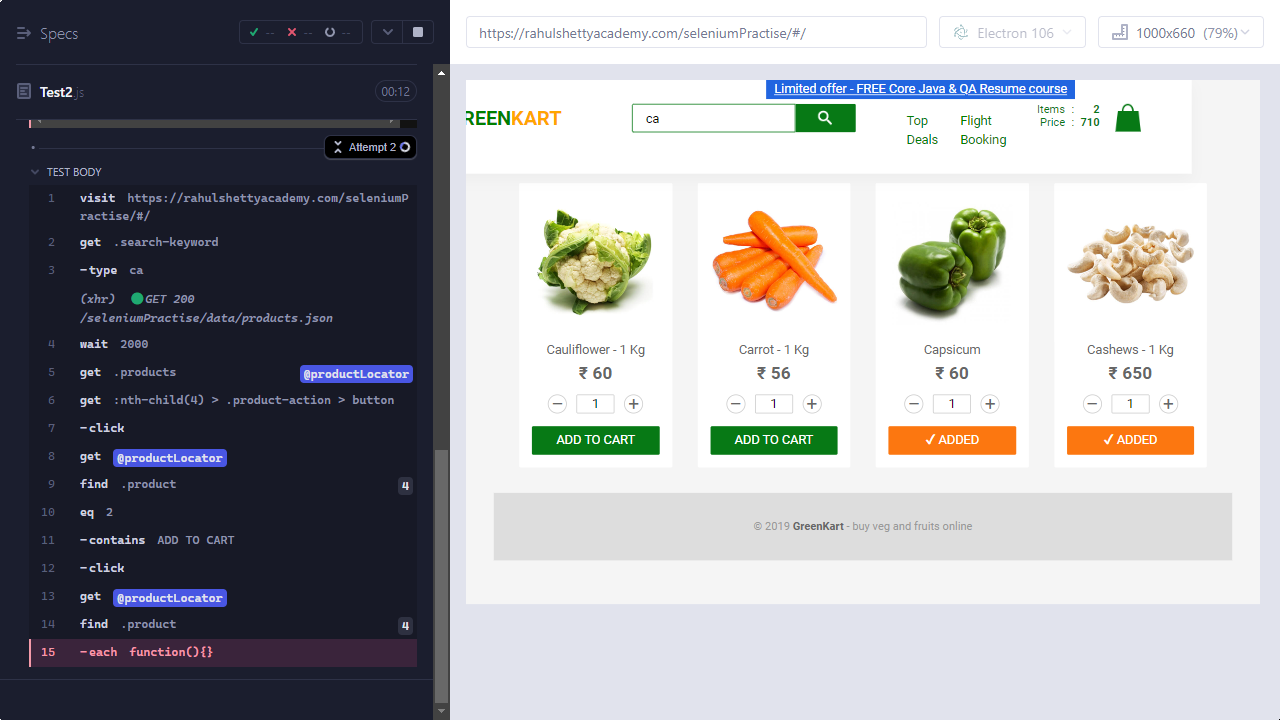 Specs
--
--
--
Test2.js
00:12
Attempt 2
TEST BODY
1 visit https://rahulshettyacademy.com/seleniumP
ractise/#/
2 get .search-keyword
3 -type ca
(xhr) GET 200
/seleniumPractise/data/products.json
4 wait 2000
5 get .products @productLocator
6 get :nth-child(4) > .product-action > button
7 -click
8 get @productLocator
9 find .product 4
10 eq 2
11 -contains ADD TO CART
12 -click
13 get @productLocator
14 find .product 4
15 -each function(){}
https://rahulshettyacademy.com/seleniumPractise/#/
Electron 106
1000x660 (79%)
Limited offer - FREE Core Java & QA Resume course
REENKART
ca
Top
Deals
Flight
Booking
Items : 2
Price : 710
Cauliflower - 1 Kg
₹ 60
− 1 +
ADD TO CART
Carrot - 1 Kg
₹ 56
− 1 +
ADD TO CART
Capsicum
₹ 60
− 1 +
✓ ADDED
Cashews - 1 Kg
₹ 650
− 1 +
✓ ADDED
© 2019 GreenKart - buy veg and fruits online